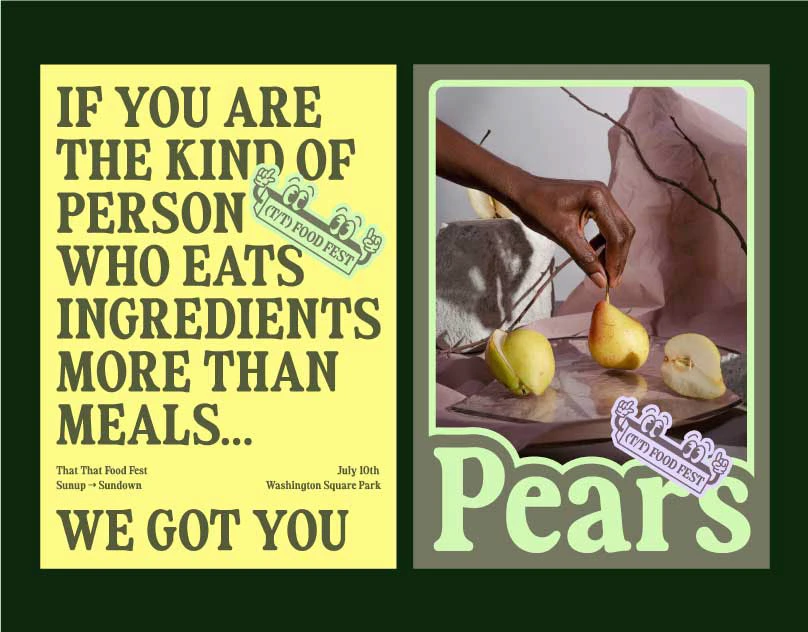 IF YOU ARE
THE KIND OF
PERSON
WHO EATS
INGREDIENTS
MORE THAN
MEALS...
(T/T) FOOD FEST
That That Food Fest
Sunup → Sundown
July 10th
Washington Square Park
WE GOT YOU
(T/T) FOOD FEST
Pears